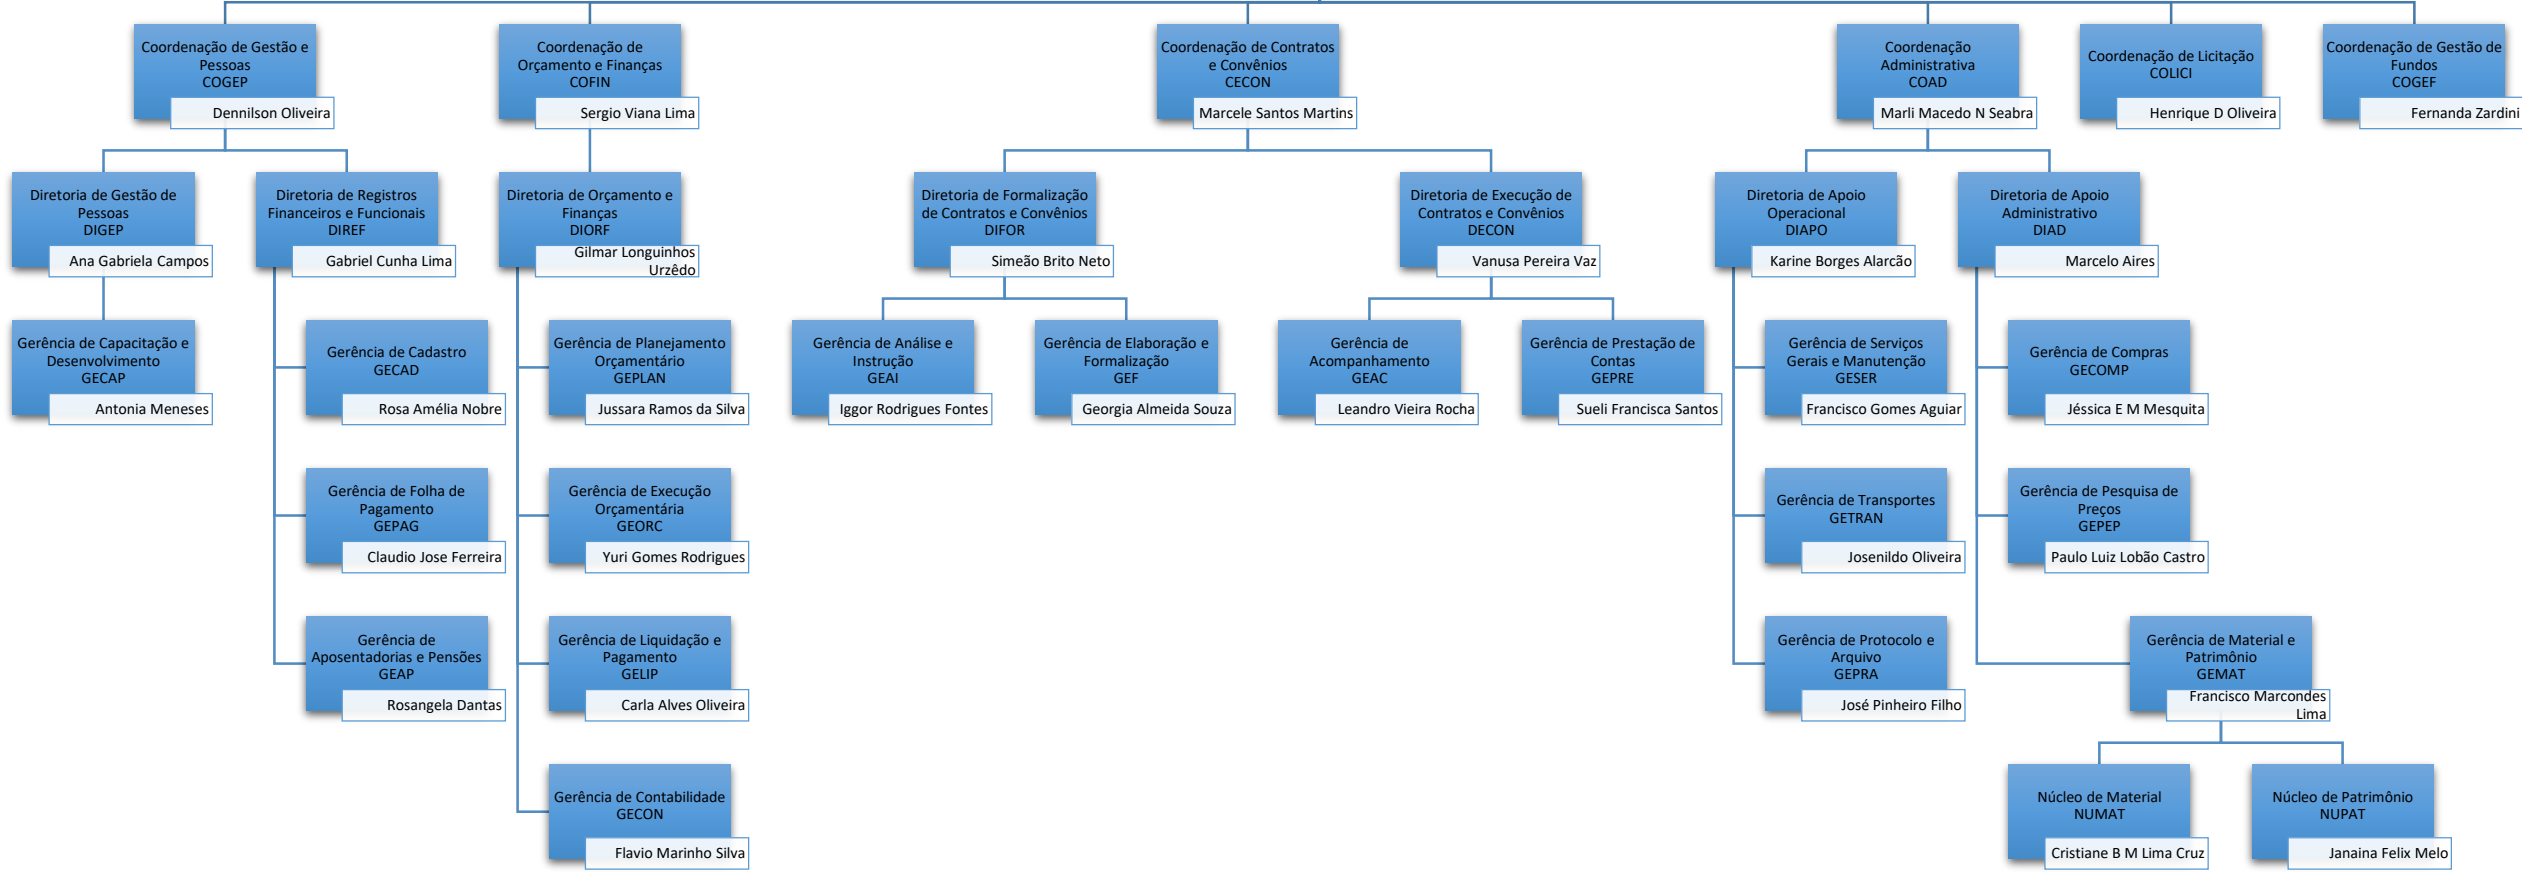 Coordenação de Gestão e
Pessoas
COGEP
Dennilson Oliveira
Coordenação de
Orçamento e Finanças
COFIN
Sergio Viana Lima
Coordenação de Contratos
e Convênios
CECON
Marcele Santos Martins
Coordenação
Administrativa
COAD
Marli Macedo N Seabra
Coordenação de Licitação
COLICI
Henrique D Oliveira
Coordenação de Gestão de
Fundos
COGEF
Fernanda Zardini
Diretoria de Gestão de
Pessoas
DIGEP
Ana Gabriela Campos
Diretoria de Registros
Financeiros e Funcionais
DIREF
Gabriel Cunha Lima
Diretoria de Orçamento e
Finanças
DIORF
Gilmar Longuinhos
Urzêdo
Diretoria de Formalização
de Contratos e Convênios
DIFOR
Simeão Brito Neto
Diretoria de Execução de
Contratos e Convênios
DECON
Vanusa Pereira Vaz
Diretoria de Apoio
Operacional
DIAPO
Karine Borges Alarcão
Diretoria de Apoio
Administrativo
DIAD
Marcelo Aires
Gerência de Capacitação e
Desenvolvimento
GECAP
Antonia Meneses
Gerência de Cadastro
GECAD
Rosa Amélia Nobre
Gerência de Planejamento
Orçamentário
GEPLAN
Jussara Ramos da Silva
Gerência de Análise e
Instrução
GEAI
Iggor Rodrigues Fontes
Gerência de Elaboração e
Formalização
GEF
Georgia Almeida Souza
Gerência de
Acompanhamento
GEAC
Leandro Vieira Rocha
Gerência de Prestação de
Contas
GEPRE
Sueli Francisca Santos
Gerência de Serviços
Gerais e Manutenção
GESER
Francisco Gomes Aguiar
Gerência de Compras
GECOMP
Jéssica E M Mesquita
Gerência de Folha de
Pagamento
GEPAG
Claudio Jose Ferreira
Gerência de Execução
Orçamentária
GEORC
Yuri Gomes Rodrigues
Gerência de Transportes
GETRAN
Josenildo Oliveira
Gerência de Pesquisa de
Preços
GEPEP
Paulo Luiz Lobão Castro
Gerência de
Aposentadorias e Pensões
GEAP
Rosangela Dantas
Gerência de Liquidação e
Pagamento
GELIP
Carla Alves Oliveira
Gerência de Protocolo e
Arquivo
GEPRA
José Pinheiro Filho
Gerência de Material e
Patrimônio
GEMAT
Francisco Marcondes
Lima
Gerência de Contabilidade
GECON
Flavio Marinho Silva
Núcleo de Material
NUMAT
Cristiane B M Lima Cruz
Núcleo de Patrimônio
NUPAT
Janaina Felix Melo